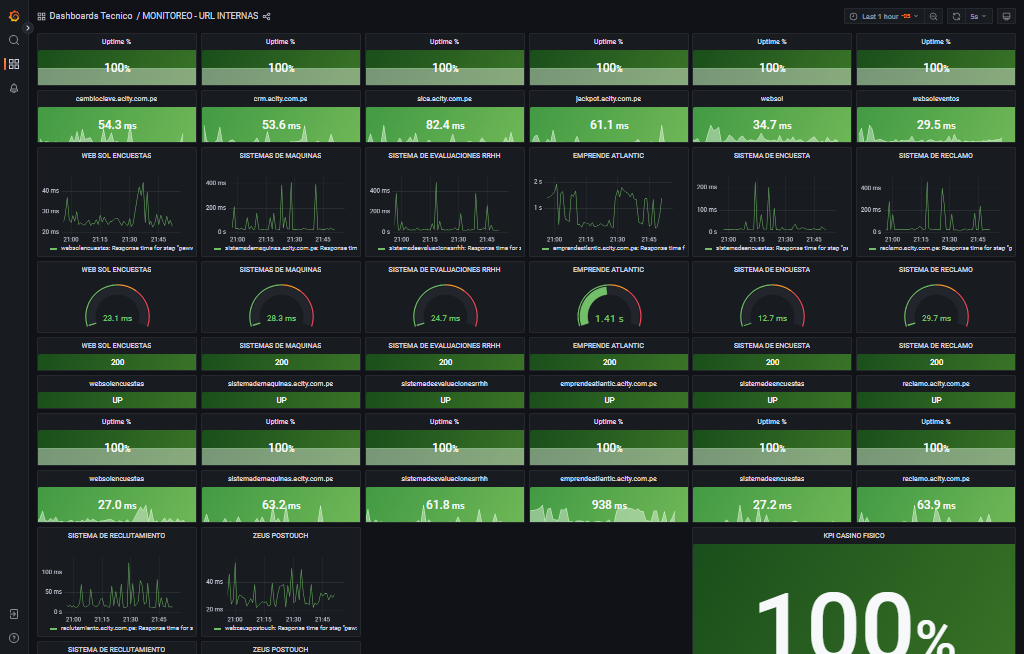 Dashboards Tecnico / MONITOREO - URL INTERNAS
Last 1 hour -05
5s
Uptime % Uptime % Uptime % Uptime % Uptime % Uptime %
100% 100% 100% 100% 100% 100%
cambioclave.acity.com.pe crm.acity.com.pe sica.acity.com.pe jackpot.acity.com.pe websol websoleventos
54.3 ms 53.6 ms 82.4 ms 61.1 ms 34.7 ms 29.5 ms
WEB SOL ENCUESTAS SISTEMAS DE MAQUINAS SISTEMA DE EVALUACIONES RRHH EMPRENDE ATLANTIC SISTEMA DE ENCUESTA SISTEMA DE RECLAMO
40 ms 30 ms 20 ms
400 ms 200 ms 0 s
400 ms 200 ms 0 s
2 s 1 s
200 ms 100 ms 0 ms
400 ms 200 ms 0 s
21:00 21:15 21:30 21:45 21:00 21:15 21:30 21:45 21:00 21:15 21:30 21:45 21:00 21:15 21:30 21:45 21:00 21:15 21:30 21:45 21:00 21:15 21:30 21:45
websolencuestas: Response time for step "pevw
sistemademaquinas.acity.com.pe: Response tim
sistemadeevaluacionesrrhh: Response time for s
emprendeatlantic.acity.com.pe: Response time f
sistemadeencuestas: Response time for step "pe
reclamo.acity.com.pe: Response time for step "p
WEB SOL ENCUESTAS SISTEMAS DE MAQUINAS SISTEMA DE EVALUACIONES RRHH EMPRENDE ATLANTIC SISTEMA DE ENCUESTA SISTEMA DE RECLAMO
23.1 ms 28.3 ms 24.7 ms 1.41 s 12.7 ms 29.7 ms
WEB SOL ENCUESTAS SISTEMAS DE MAQUINAS SISTEMA DE EVALUACIONES RRHH EMPRENDE ATLANTIC SISTEMA DE ENCUESTA SISTEMA DE RECLAMO
200 200 200 200 200 200
websolencuestas sistemademaquinas.acity.com.pe sistemadeevaluacionesrrhh emprendeatlantic.acity.com.pe sistemadeencuestas reclamo.acity.com.pe
UP UP UP UP UP UP
Uptime % Uptime % Uptime % Uptime % Uptime % Uptime %
100% 100% 100% 100% 100% 100%
websolencuestas sistemademaquinas.acity.com.pe sistemadeevaluacionesrrhh emprendeatlantic.acity.com.pe sistemadeencuestas reclamo.acity.com.pe
27.0 ms 63.2 ms 61.8 ms 938 ms 27.2 ms 63.9 ms
SISTEMA DE RECLUTAMIENTO ZEUS POSTOUCH KPI CASINO FISICO
100 ms 50 ms 0 s
40 ms 20 ms
21:00 21:15 21:30 21:45 21:00 21:15 21:30 21:45
reclutamiento.acity.com.pe: Response time for s
webzeuspostouch: Response time for step "pevw
100%
SISTEMA DE RECLUTAMIENTO ZEUS POSTOUCH